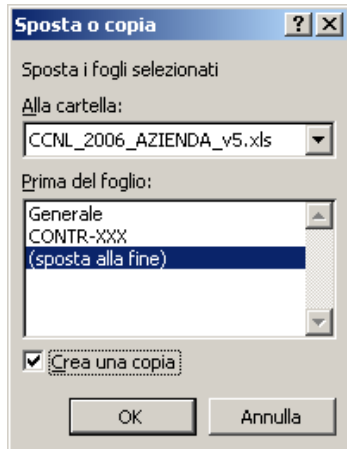 Sposta o copia
Sposta i fogli selezionati
Alla cartella:
CCNL_2006_AZIENDA_v5.xls
Prima del foglio:
Generale
CONTR-XXX
(sposta alla fine)
Crea una copia
OK Annulla